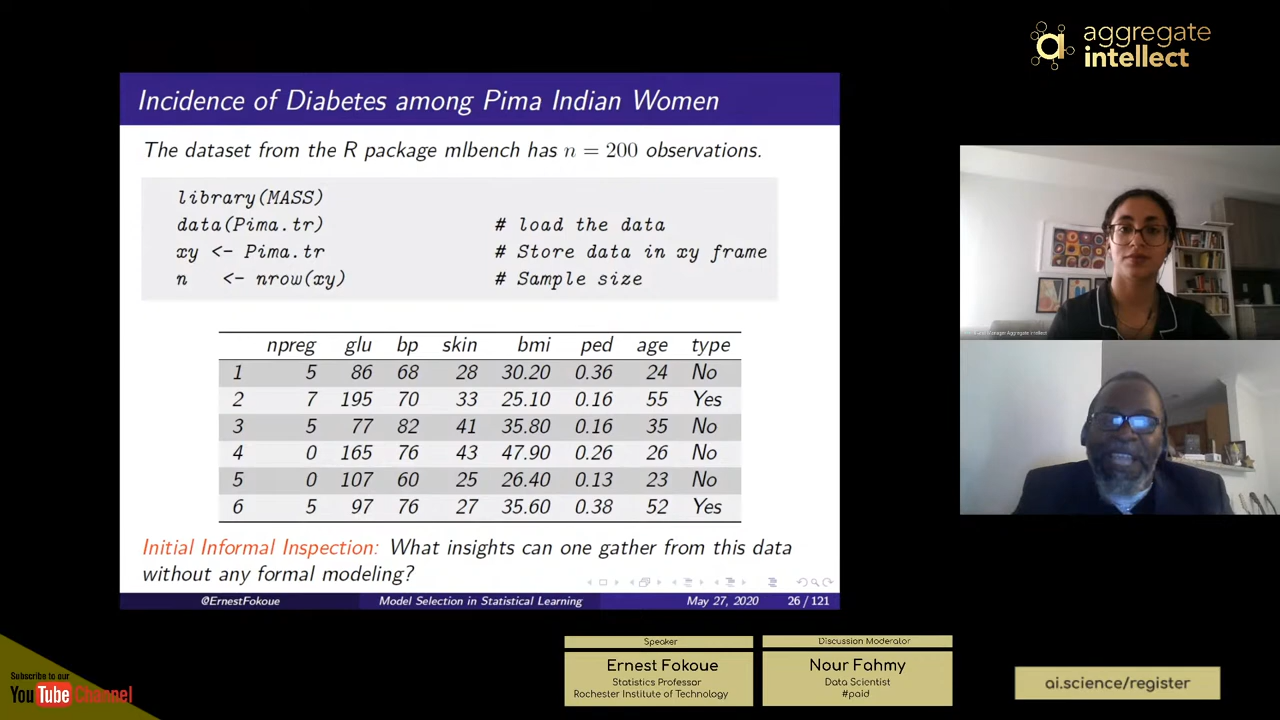 aggregate
intellect
Incidence of Diabetes among Pima Indian Women
The dataset from the R package mlbench has n = 200 observations.
library(MASS)
data(Pima.tr) # load the data
xy <- Pima.tr # Store data in xy frame
n <- nrow(xy) # Sample size
npreg glu bp skin bmi ped age type
1 5 86 68 28 30.20 0.36 24 No
2 7 195 70 33 25.10 0.16 55 Yes
3 5 77 82 41 35.80 0.16 35 No
4 0 165 76 43 47.90 0.26 26 No
5 0 107 60 25 26.40 0.13 23 No
6 5 97 76 27 35.60 0.38 52 Yes
Initial Informal Inspection: What insights can one gather from this data
without any formal modeling?
@ErnestFokoue Model Selection in Statistical Learning May 27, 2020 26 / 121
Manager Aggregate Intellect
Speaker
Ernest Fokoue
Statistics Professor
Rochester Institute of Technology
Discussion Moderator
Nour Fahmy
Data Scientist
#paid
ai.science/register
Subscribe to our
YouTube Channel